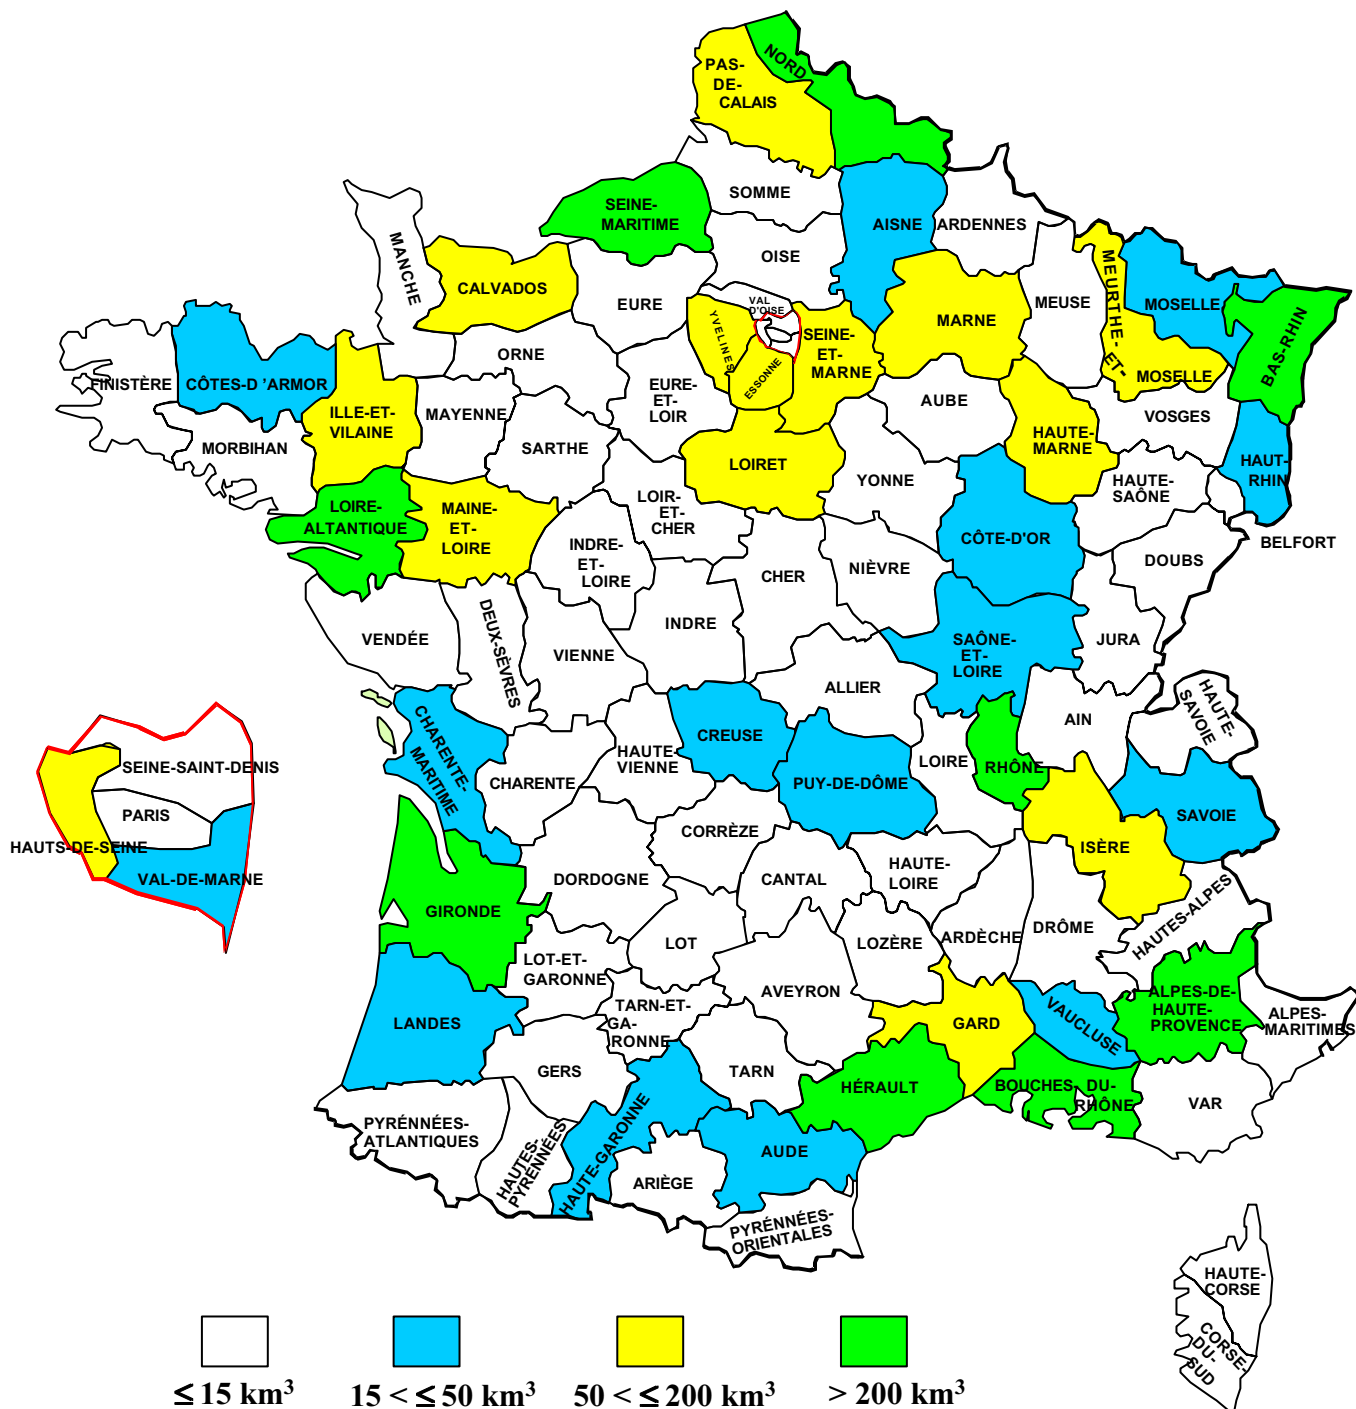 NORD
PAS-
DE-
CALAIS
SOMME
SEINE-
MARITIME
AISNE
ARDENNES
OISE
MANCHE
CALVADOS
EURE
VAL
D'OISE
YVELINES
ESSONNE
SEINE-
ET-
MARNE
MARNE
MEUSE
MEURTHE-ET-
MOSELLE
MOSELLE
BAS-RHIN
ORNE
FINISTÈRE
CÔTES-D 'ARMOR
ILLE-ET-
VILAINE
MAYENNE
EURE-
ET-
LOIR
AUBE
HAUTE-
MARNE
VOSGES
HAUT-
RHIN
MORBIHAN
SARTHE
LOIRET
YONNE
HAUTE-
SAÔNE
LOIRE-
ALTANTIQUE
MAINE-
ET-
LOIRE
LOIR-
ET-
CHER
CÔTE-D'OR
BELFORT
INDRE-
ET-
LOIRE
CHER
NIÈVRE
DOUBS
VENDÉE
DEUX-SÈVRES
VIENNE
INDRE
SAÔNE-
ET-
LOIRE
JURA
ALLIER
HAUTE-
SAVOIE
AIN
CHARENTE-
MARITIME
CHARENTE
HAUTE-
VIENNE
CREUSE
PUY-DE-DÔME
LOIRE
RHÔNE
SAVOIE
SEINE-SAINT-DENIS
PARIS
HAUTS-DE-SEINE
VAL-DE-MARNE
CORRÈZE
ISÈRE
DORDOGNE
CANTAL
HAUTE-
LOIRE
GIRONDE
LOT
LOZÈRE
ARDÈCHE
DRÔME
HAUTES-ALPES
LOT-ET-
GARONNE
AVEYRON
LANDES
TARN-ET-
GA-
RONNE
GARD
VAUCLUSE
ALPES-DE-
HAUTE-
PROVENCE
ALPES-
MARITIMES
GERS
TARN
HÉRAULT
BOUCHES-DU-
RHÔNE
VAR
PYRÉNNÉES-
ATLANTIQUES
HAUTES-
PYRÉNNÉES
HAUTE-GARONNE
ARIÈGE
AUDE
PYRÉNNÉES-
ORIENTALES
HAUTE-
CORSE
CORSE-
DU-
SUD
≤ 15 km³
15 < ≤ 50 km³
50 < ≤ 200 km³
> 200 km³